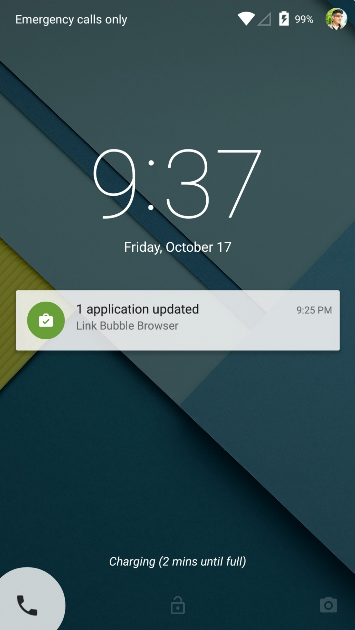 Emergency calls only
99%
9:37
Friday, October 17
1 application updated
9:25 PM
Link Bubble Browser
Charging (2 mins until full)